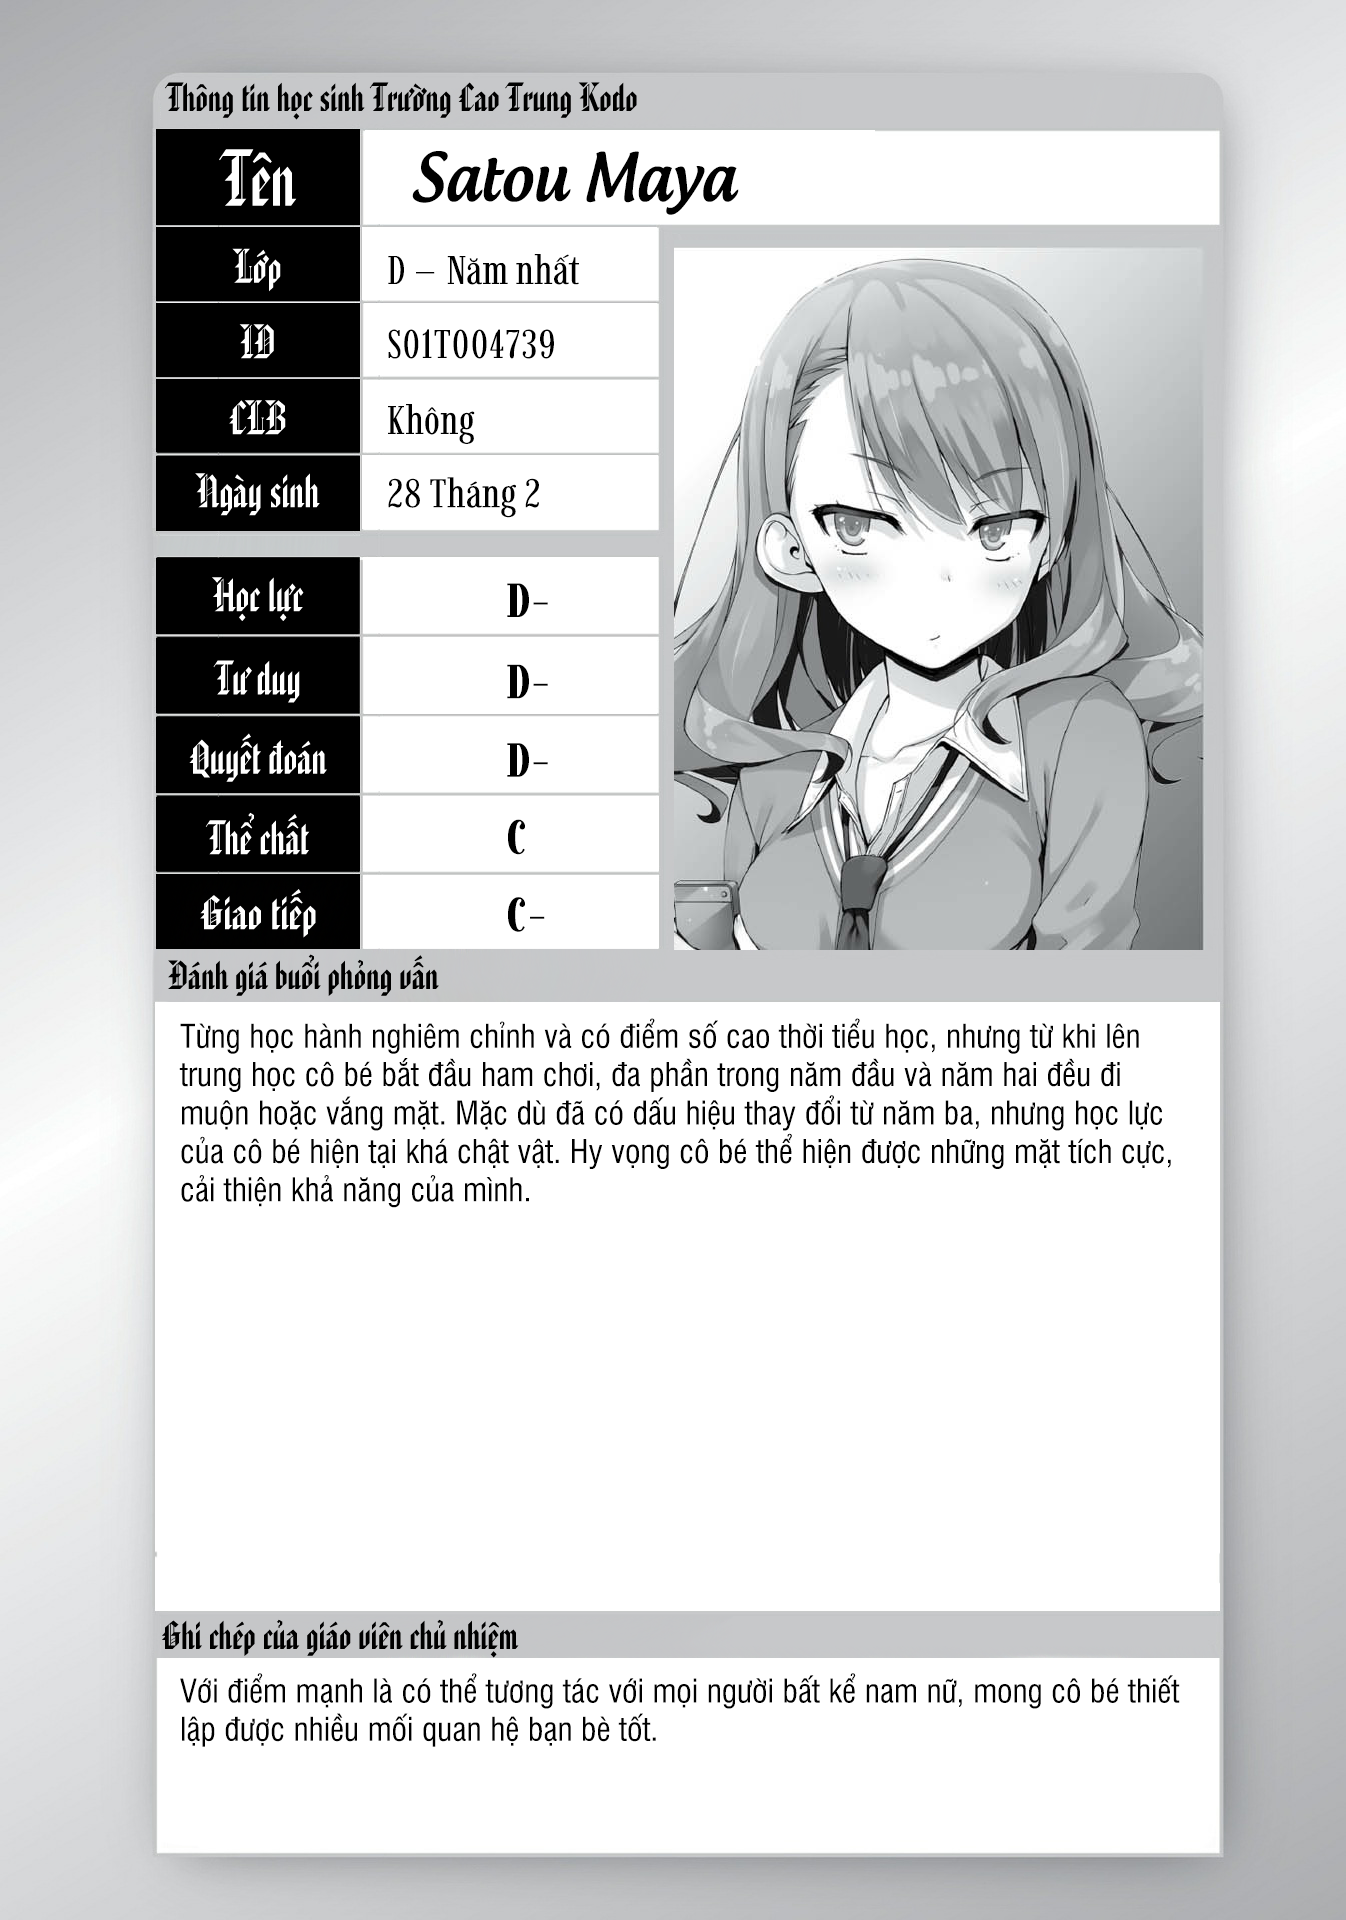 Thông tin học sinh Trường Cao Trung Kodo
Tên Satou Maya
Lớp D – Năm nhất
ID S01T004739
CLB Không
Ngày sinh 28 Tháng 2
Học lực D-
Tư duy D-
Quyết đoán D-
Thể chất C
Giao tiếp C-
Đánh giá buổi phỏng vấn
Từng học hành nghiêm chỉnh và có điểm số cao thời tiểu học, nhưng từ khi lên
trung học cô bé bắt đầu ham chơi, đa phần trong năm đầu và năm hai đều đi
muộn hoặc vắng mặt. Mặc dù đã có dấu hiệu thay đổi từ năm ba, nhưng học lực
của cô bé hiện tại khá chật vật. Hy vọng cô bé thể hiện được những mặt tích cực,
cải thiện khả năng của mình.
Ghi chép của giáo viên chủ nhiệm
Với điểm mạnh là có thể tương tác với mọi người bất kể nam nữ, mong cô bé thiết
lập được nhiều mối quan hệ bạn bè tốt.